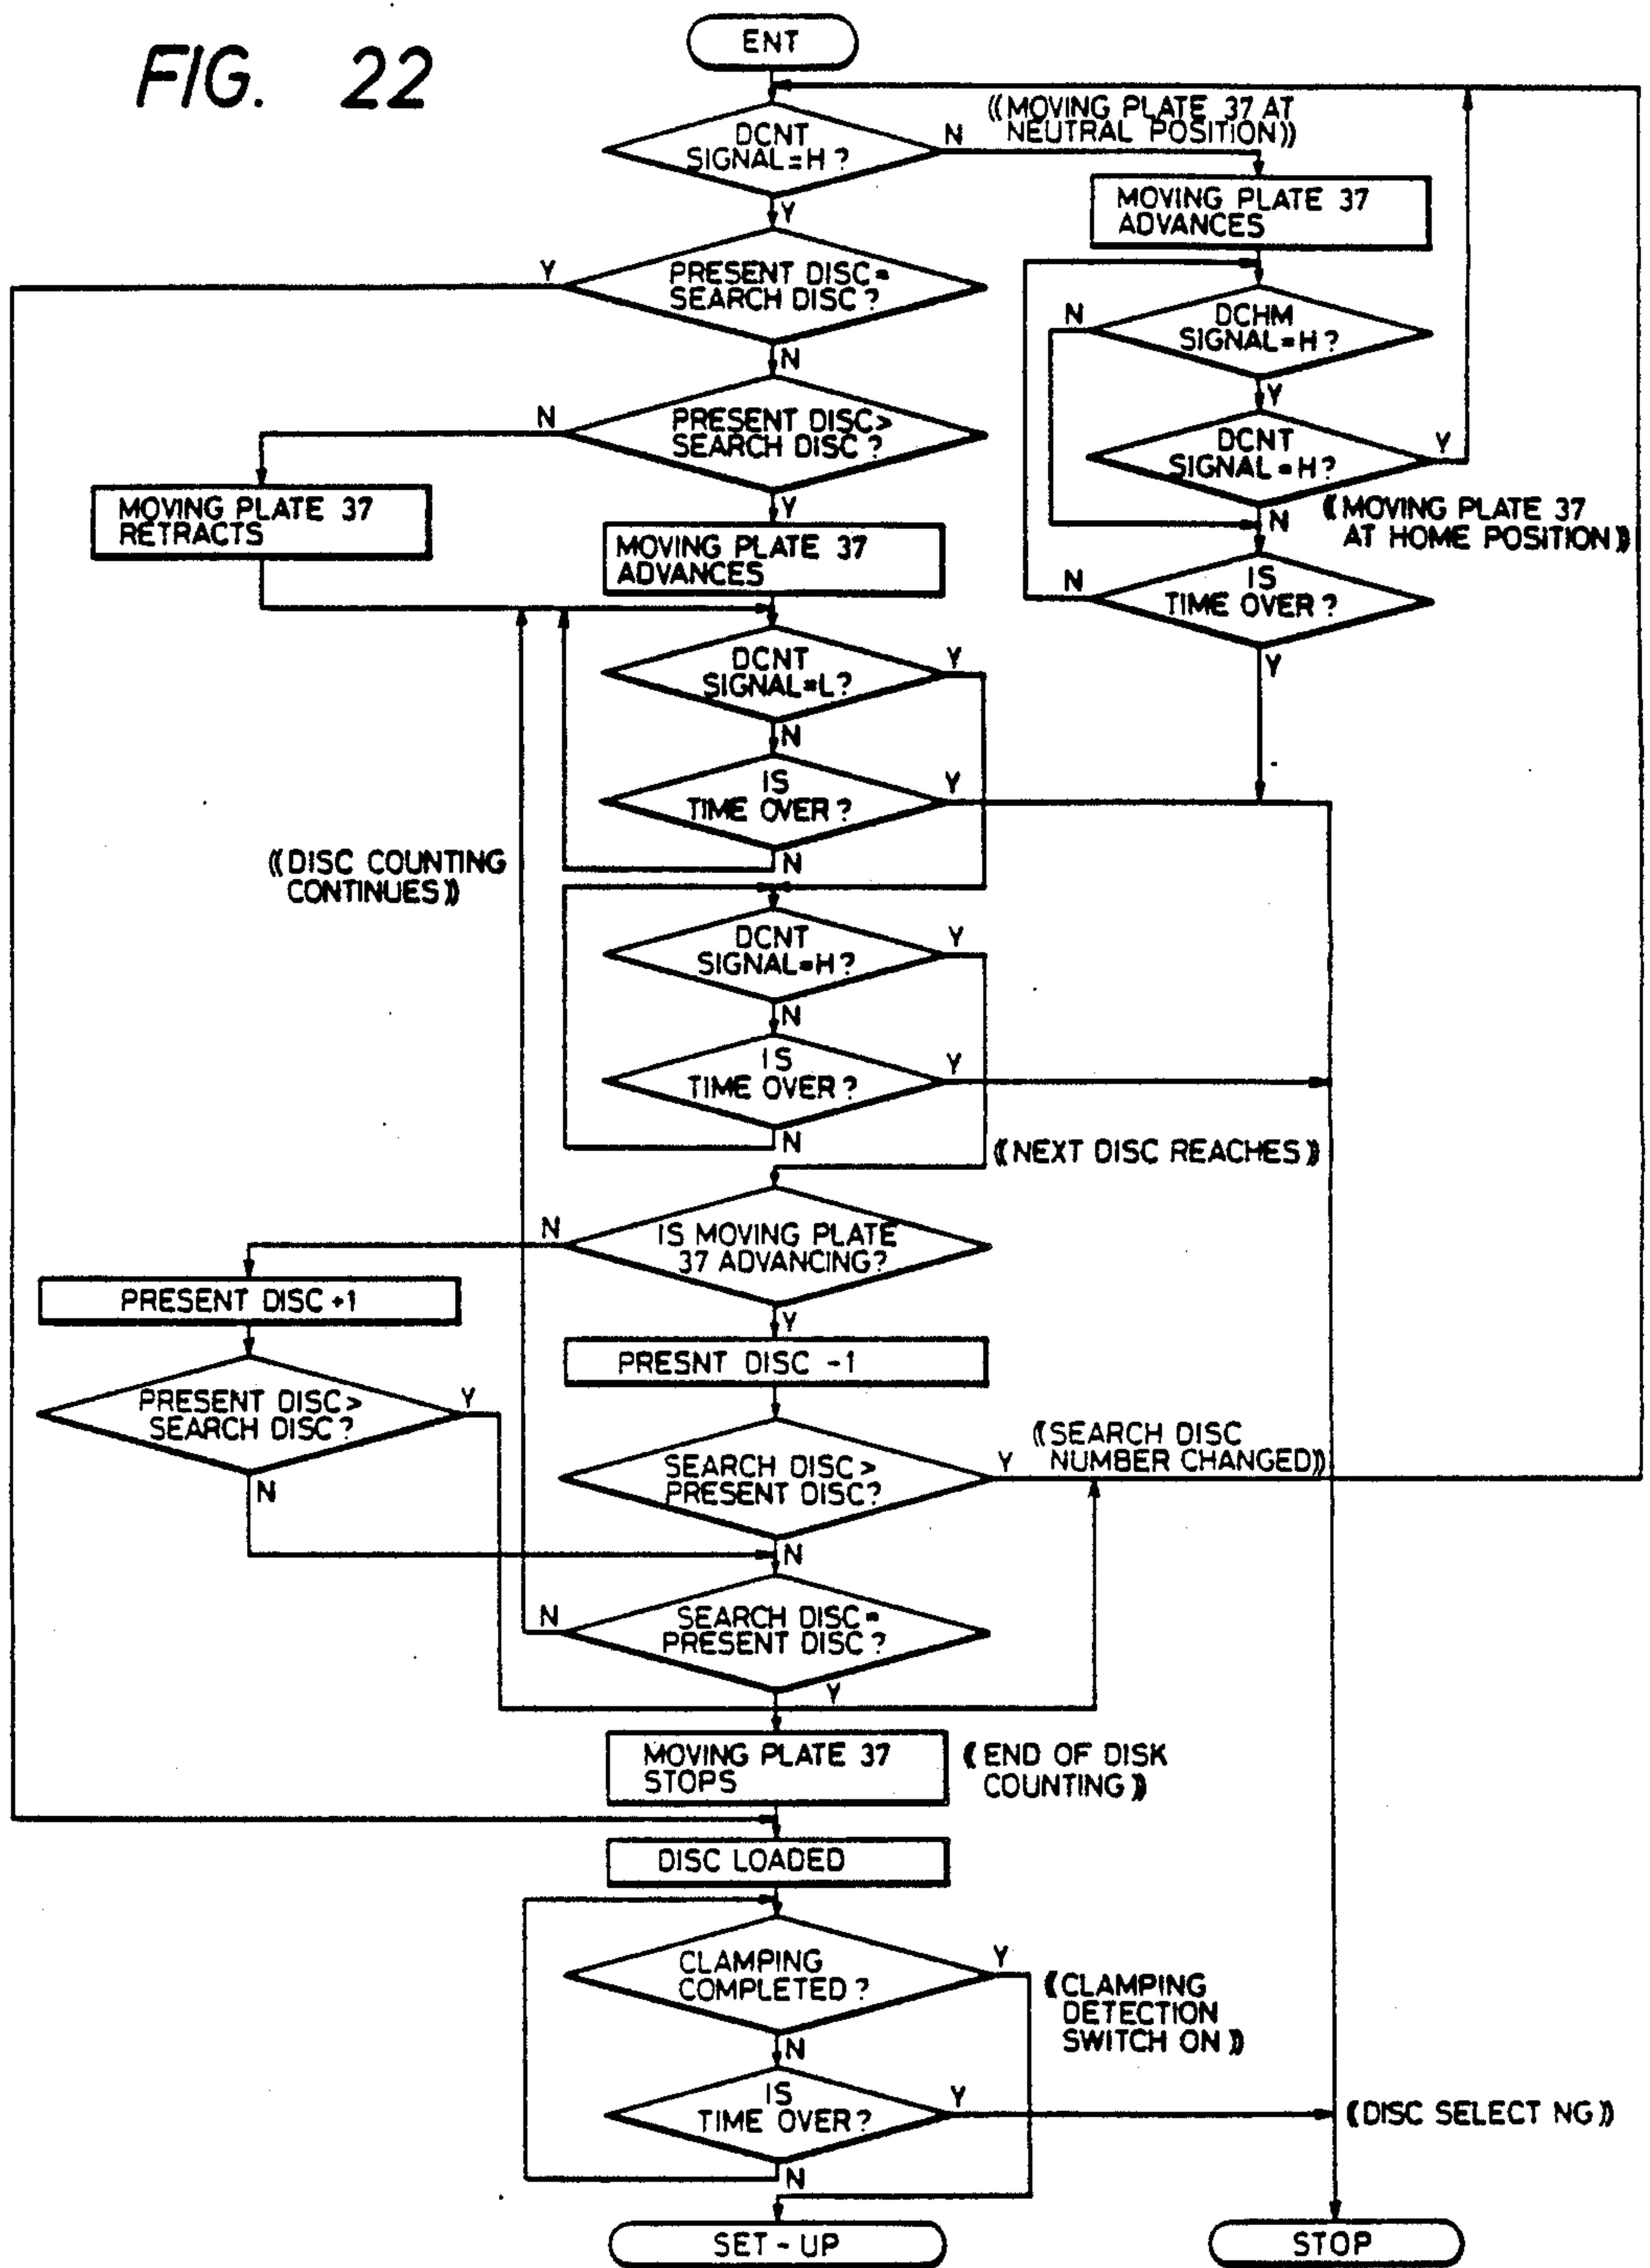 FIG. 22
ENT
DCNT
SIGNAL=H?
N
((MOVING PLATE 37 AT
NEUTRAL POSITION))
Y
MOVING PLATE 37
ADVANCES
Y
PRESENT DISC=
SEARCH DISC?
N
DCHM
SIGNAL=H?
N
Y
PRESENT DISC>
SEARCH DISC?
N
Y
DCNT
SIGNAL=H?
Y
N
((MOVING PLATE 37
AT HOME POSITION))
MOVING PLATE 37
RETRACTS
MOVING PLATE 37
ADVANCES
IS
TIME OVER?
N
Y
DCNT
SIGNAL=L?
Y
N
IS
TIME OVER?
Y
N
((DISC COUNTING
CONTINUES))
DCNT
SIGNAL=H?
Y
N
IS
TIME OVER?
Y
N
((NEXT DISC REACHES))
IS MOVING PLATE
37 ADVANCING?
N
Y
PRESENT DISC+1
PRESNT DISC -1
PRESENT DISC>
SEARCH DISC?
Y
N
SEARCH DISC>
PRESENT DISC?
Y
((SEARCH DISC
NUMBER CHANGED))
N
SEARCH DISC=
PRESENT DISC?
N
Y
MOVING PLATE 37
STOPS
((END OF DISK
COUNTING))
DISC LOADED
CLAMPING
COMPLETED?
Y
N
((CLAMPING
DETECTION
SWITCH ON))
IS
TIME OVER?
Y
N
((DISC SELECT NG))
SET-UP
STOP